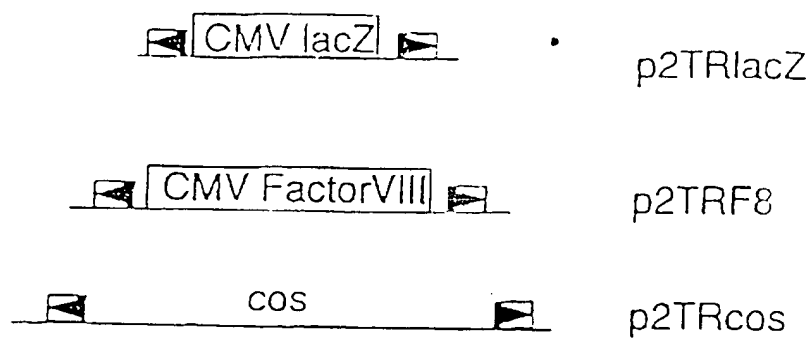 CMV lacZ p2TRlacZ
CMV FactorVIII p2TRF8
cos p2TRcos